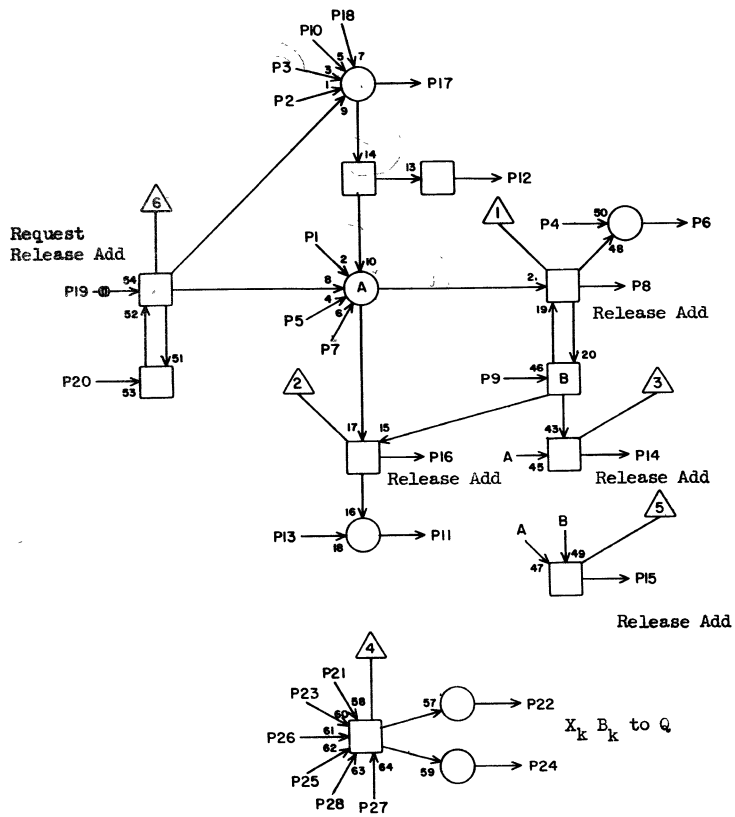 P18
P10
5
7
P3
3
1
P17
P2
9
14
13
P12
6
1
50
P4
P6
48
Request
Release Add
P1
2
10
54
8
A
2
P19
4
P8
52
P5
6
19
Release Add
P7
51
20
P20
53
46
P9
B
2
3
17
15
43
P16
A
P14
45
Release Add
Release Add
16
P13
P11
18
5
A
B
49
47
P15
Release Add
4
P21
P23
58
57
P22
60
P26
61
X_k B_k to Q
62
P25
63
64
59
P24
P28
P27